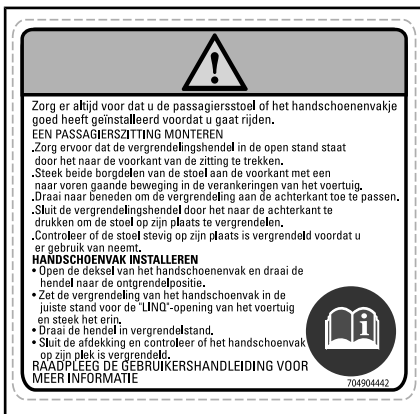 Zorg er altijd voor dat u de passagiersstoel of het handschoenenvakje
goed heeft geïnstalleerd voordat u gaat rijden.
EEN PASSAGIERSZITTING MONTEREN
.Zorg ervoor dat de vergrendelingshendel in de open stand staat
door het naar de voorkant van de zitting te trekken.
.Steek beide borgdelen van de stoel aan de voorkant met een
naar voren gaande beweging in de verankeringen van het voertuig.
.Draai naar beneden om de vergrendeling aan de achterkant toe te passen.
.Sluit de vergrendelingshendel door het naar de achterkant te
drukken om de stoel op zijn plaats te vergrendelen.
.Controleer of de stoel stevig op zijn plaats is vergrendeld voordat u
er gebruik van neemt.
HANDSCHOENVAK INSTALLEREN
• Open de deksel van het handschoenenvak en draai de
hendel naar de ontgrendelpositie.
• Zet de vergrendeling van het handschoenvak in de
juiste stand voor de "LINQ"-opening van het voertuig
en steek het erin.
• Draai de hendel in vergrendelstand.
• Sluit de afdekking en controleer of het handschoenvak
op zijn plek is vergrendeld.
RAADPLEEG DE GEBRUIKERSHANDLEIDING VOOR
MEER INFORMATIE
704904442